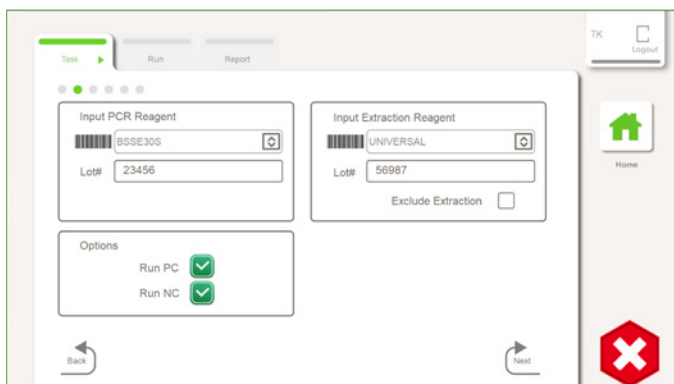 TK
Logout
Task
Run
Report
Input PCR Reagent
BSSE30S
Lot# 23456
Input Extraction Reagent
UNIVERSAL
Lot# 56987
Exclude Extraction
Home
Options
Run PC
Run NC
Back
Next